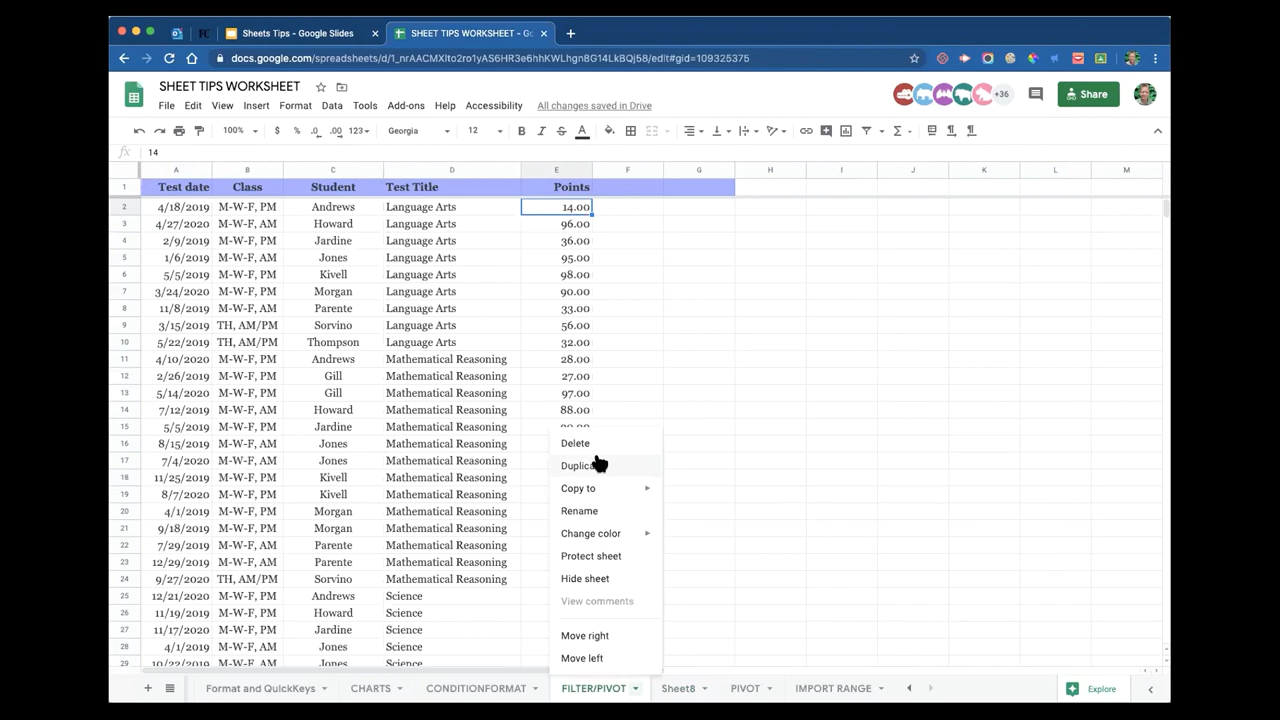 Sheets Tips - Google Slides SHEET TIPS WORKSHEET - Go
docs.google.com/spreadsheets/d/1_nrAACMXIto2ro1yAS6HR3e6hhKWLhgn8G14LkBQj58/edit#gid=109325375
SHEET TIPS WORKSHEET
+36
Share
File Edit View Insert Format Data Tools Add-ons Help Accessibility All changes saved in Drive
100% $ % .0 .00 123 Georgia 12 B I S A
fx 14
A B C D E F G H I J K L M
1 Test date Class Student Test Title Points
2 4/18/2019 M-W-F, PM Andrews Language Arts 14.00
3 4/27/2020 M-W-F, AM Howard Language Arts 96.00
4 2/9/2019 M-W-F, PM Jardine Language Arts 36.00
5 1/6/2019 M-W-F, AM Jones Language Arts 95.00
6 5/5/2019 M-W-F, PM Kivell Language Arts 98.00
7 3/24/2020 M-W-F, PM Morgan Language Arts 90.00
8 11/8/2019 M-W-F, AM Parente Language Arts 33.00
9 3/15/2019 TH, AM/PM Sorvino Language Arts 56.00
10 5/22/2019 TH, AM/PM Thompson Language Arts 32.00
11 4/10/2020 M-W-F, PM Andrews Mathematical Reasoning 28.00
12 2/26/2019 M-W-F, PM Gill Mathematical Reasoning 27.00
13 5/14/2020 M-W-F, PM Gill Mathematical Reasoning 97.00
14 7/12/2019 M-W-F, AM Howard Mathematical Reasoning 88.00
15 5/5/2019 M-W-F, PM Jardine Mathematical Reasoning
16 8/15/2019 M-W-F, AM Jones Mathematical Reasoning
17 7/4/2020 M-W-F, AM Jones Mathematical Reasoning
18 11/25/2019 M-W-F, PM Kivell Mathematical Reasoning
19 8/7/2020 M-W-F, PM Kivell Mathematical Reasoning
20 4/1/2019 M-W-F, PM Morgan Mathematical Reasoning
21 9/18/2019 M-W-F, PM Morgan Mathematical Reasoning
22 7/29/2019 M-W-F, AM Parente Mathematical Reasoning
23 12/29/2019 M-W-F, AM Parente Mathematical Reasoning
24 9/27/2020 TH, AM/PM Sorvino Mathematical Reasoning
25 12/21/2020 M-W-F, PM Andrews Science
26 11/19/2019 M-W-F, PM Howard Science
27 11/17/2020 M-W-F, PM Jardine Science
28 4/1/2019 M-W-F, AM Jones Science
29 10/22/2019 M-W-F, AM Jones Science
Delete
Duplica
Copy to
Rename
Change color
Protect sheet
Hide sheet
View comments
Move right
Move left
Format and QuickKeys CHARTS CONDITIONFORMAT FILTER/PIVOT Sheet8 PIVOT IMPORT RANGE Explore